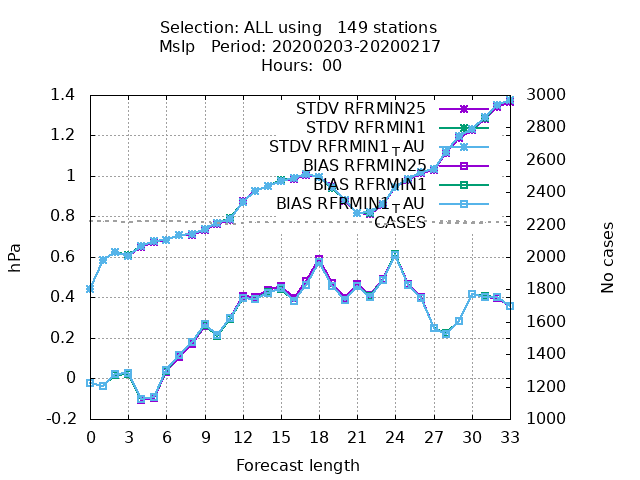 Selection: ALL using   149 stations
Mslp   Period: 20200203-20200217
Hours: 00
1.4
1.2
1
0.8
0.6
0.4
0.2
0
-0.2
hPa
STDV RFRMIN25
STDV RFRMIN1
STDV RFRMIN1_TAU
BIAS RFRMIN25
BIAS RFRMIN1
BIAS RFRMIN1_TAU
CASES
3000
2800
2600
2400
2200
2000
1800
1600
1400
1200
1000
No cases
0 3 6 9 12 15 18 21 24 27 30 33
Forecast length